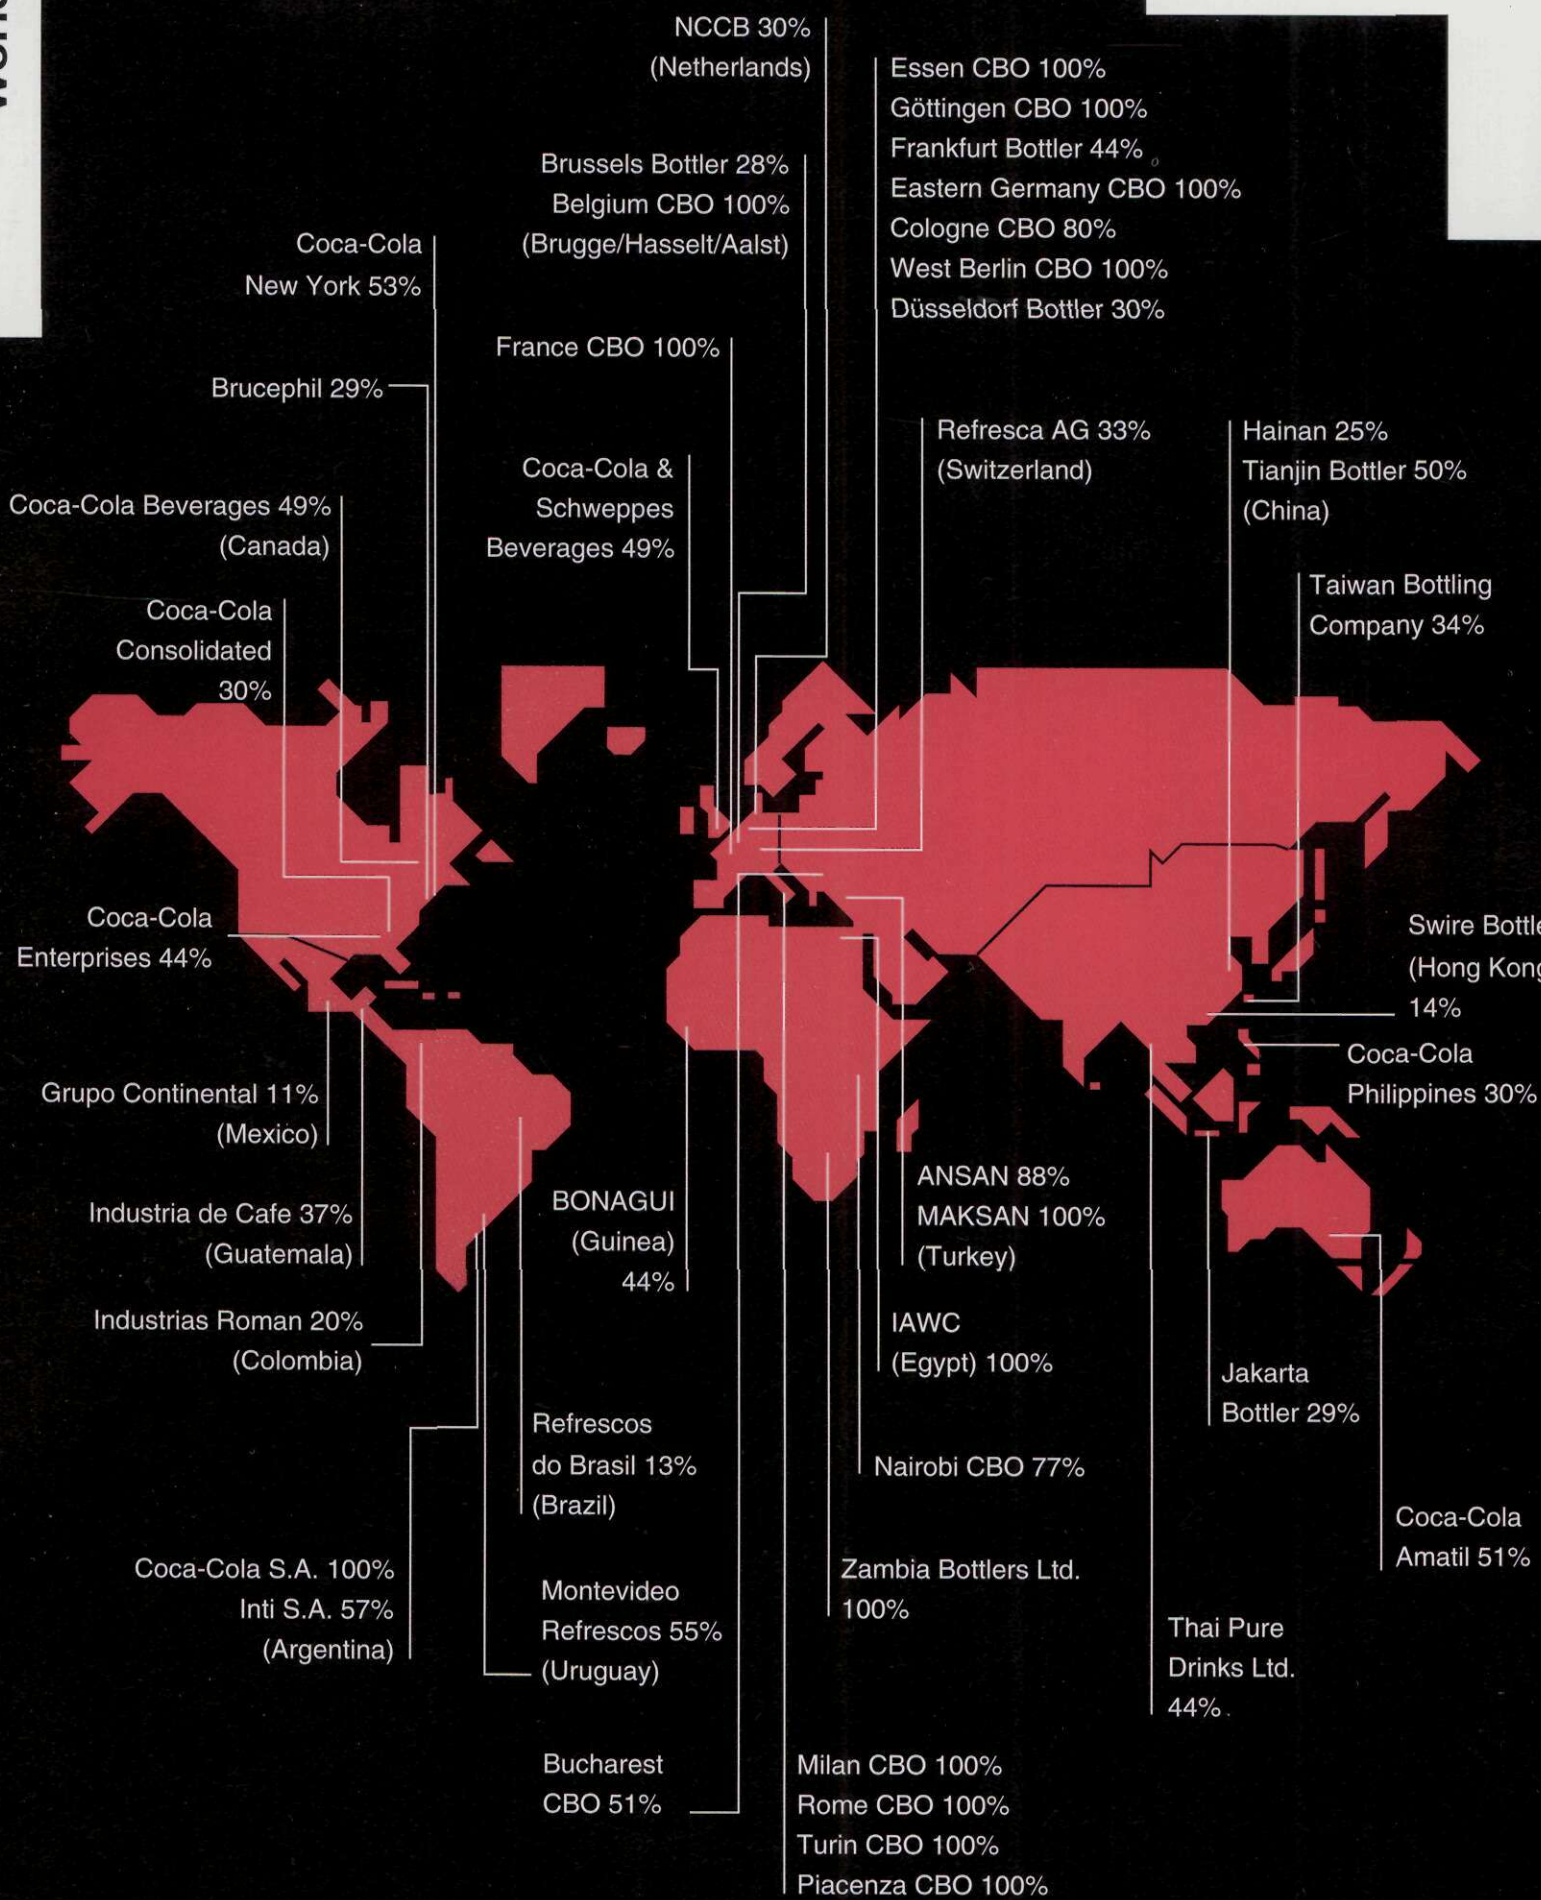 NCCB 30%
(Netherlands)
Essen CBO 100%
Göttingen CBO 100%
Frankfurt Bottler 44%
Eastern Germany CBO 100%
Cologne CBO 80%
West Berlin CBO 100%
Düsseldorf Bottler 30%
Brussels Bottler 28%
Belgium CBO 100%
(Brugge/Hasselt/Aalst)
Coca-Cola
New York 53%
France CBO 100%
Brucephil 29%
Refresca AG 33%
(Switzerland)
Hainan 25%
Tianjin Bottler 50%
(China)
Coca-Cola &
Schweppes
Beverages 49%
Coca-Cola Beverages 49%
(Canada)
Taiwan Bottling
Company 34%
Coca-Cola
Consolidated
30%
Coca-Cola
Enterprises 44%
Swire Bottle
(Hong Kong
14%
Coca-Cola
Philippines 30%
Grupo Continental 11%
(Mexico)
Industria de Cafe 37%
(Guatemala)
BONAGUI
(Guinea)
44%
ANSAN 88%
MAKSAN 100%
(Turkey)
Industrias Roman 20%
(Colombia)
IAWC
(Egypt) 100%
Jakarta
Bottler 29%
Refrescos
do Brasil 13%
(Brazil)
Nairobi CBO 77%
Coca-Cola
Amatil 51%
Coca-Cola S.A. 100%
Inti S.A. 57%
(Argentina)
Montevideo
Refrescos 55%
(Uruguay)
Zambia Bottlers Ltd.
100%
Thai Pure
Drinks Ltd.
44%
Bucharest
CBO 51%
Milan CBO 100%
Rome CBO 100%
Turin CBO 100%
Piacenza CBO 100%